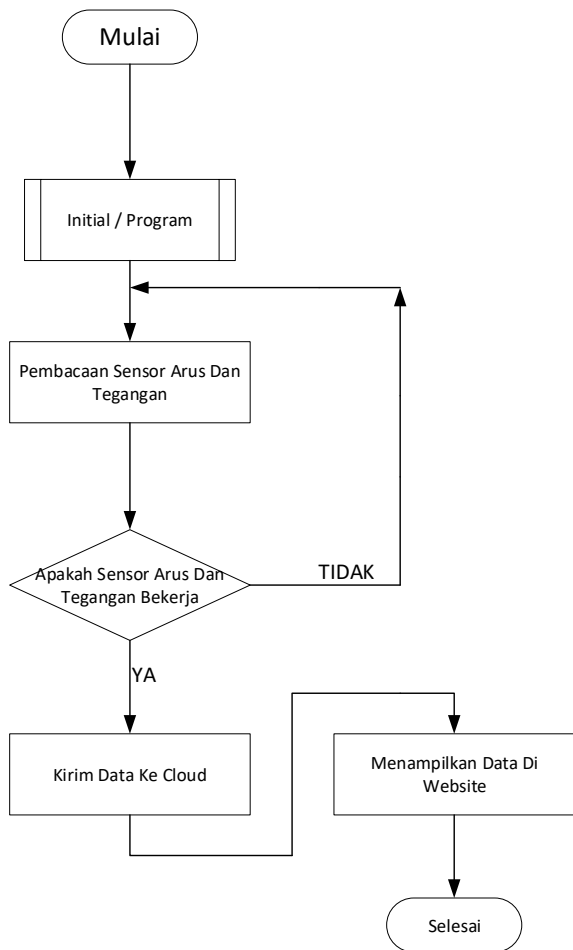 Mulai
Initial / Program
Pembacaan Sensor Arus Dan
Tegangan
Apakah Sensor Arus Dan
Tegangan Bekerja
TIDAK
YA
Kirim Data Ke Cloud
Menampilkan Data Di
Website
Selesai